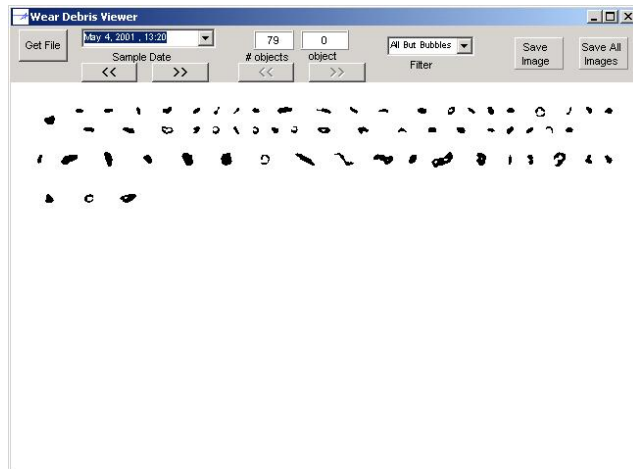 Wear Debris Viewer
Get File
May 4, 2001 , 13:20
79
0
All But Bubbles
Save Image
Save All Images
Sample Date
# objects
object
Filter
<< >> << >>